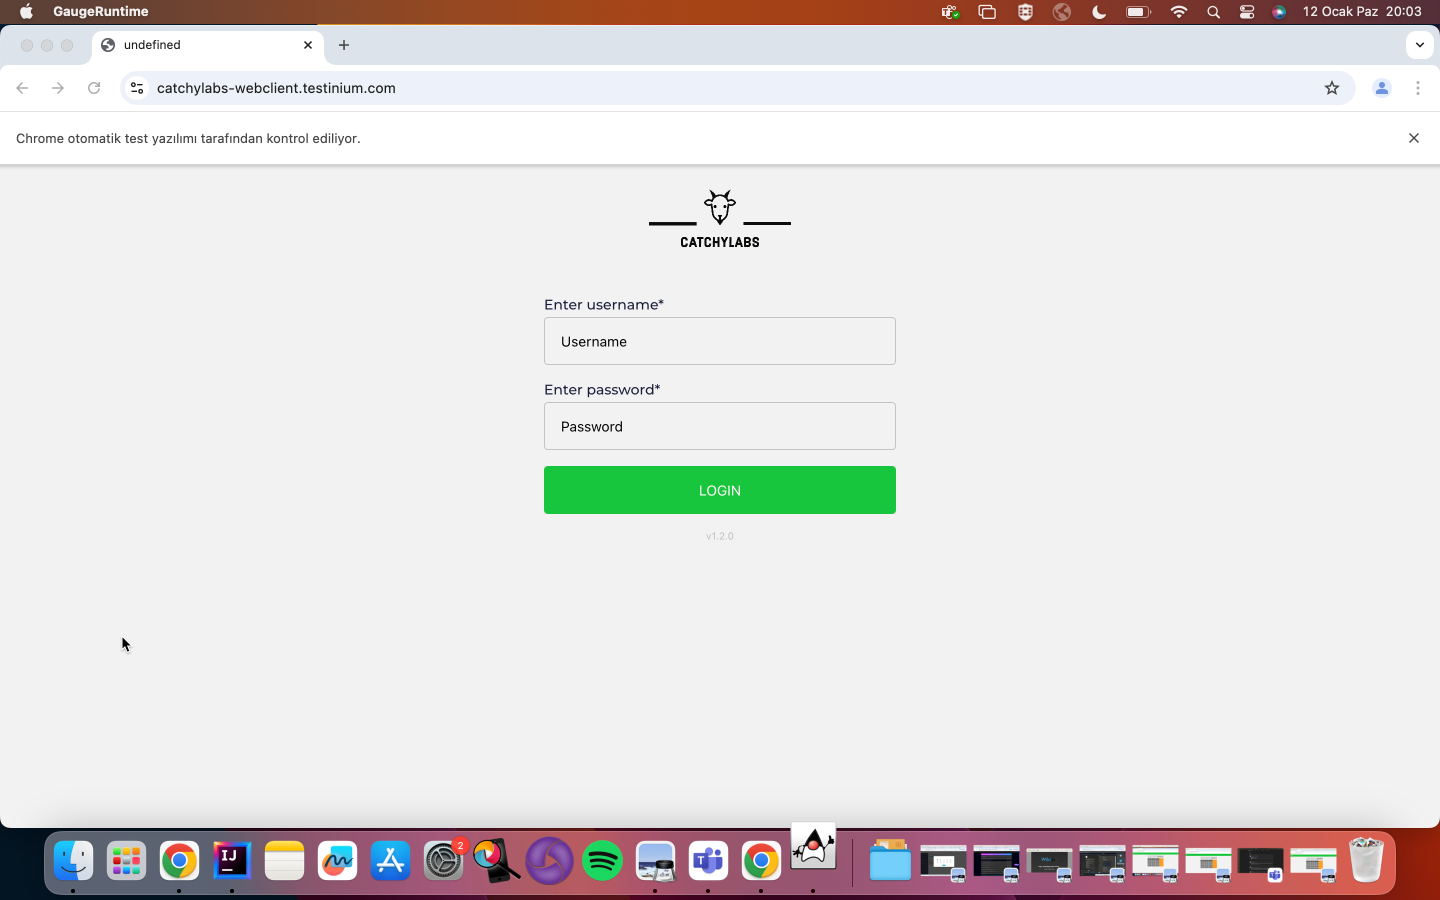 GaugeRuntime
12 Ocak Paz 20:03
undefined
catchylabs-webclient.testinium.com
Chrome otomatik test yazılımı tarafından kontrol ediliyor.
CATCHYLABS
Enter username*
Username
Enter password*
Password
LOGIN
v1.2.0
IJ
2